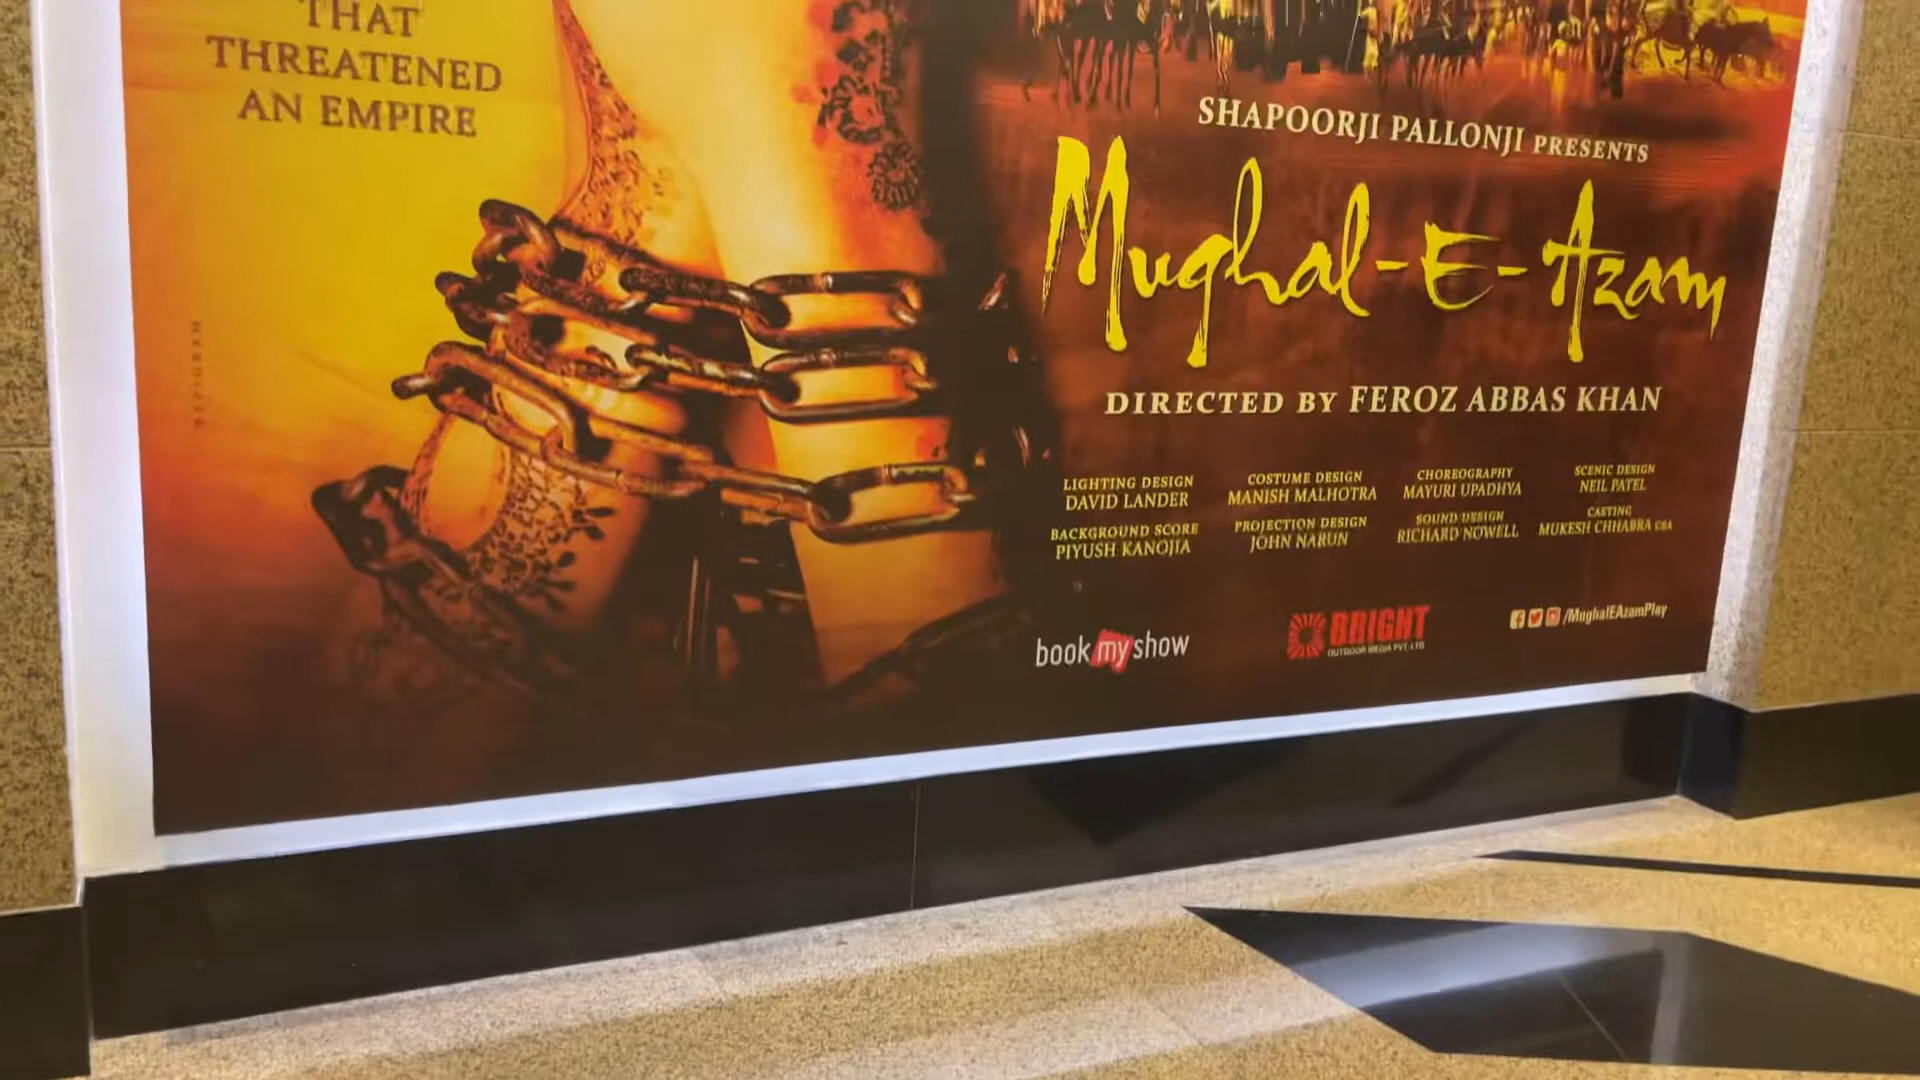 THAT
THREATENED
AN EMPIRE
SHAPOORJI PALLONJI PRESENTS
Mughal-E-Azam
DIRECTED BY FEROZ ABBAS KHAN
LIGHTING DESIGN
DAVID LANDER
COSTUME DESIGN
MANISH MALHOTRA
CHOREOGRAPHY
MAYURI UPADHYA
SCENIC DESIGN
NEIL PATEL
BACKGROUND SCORE
PIYUSH KANOJIA
PROJECTION DESIGN
JOHN NARUN
SOUND DESIGN
RICHARD NOWELL
CASTING
MUKESH CHHABRA CSA
book my show
BRIGHT
OUTDOOR MEDIA PVT. LTD.
/MughalEAzamPlay